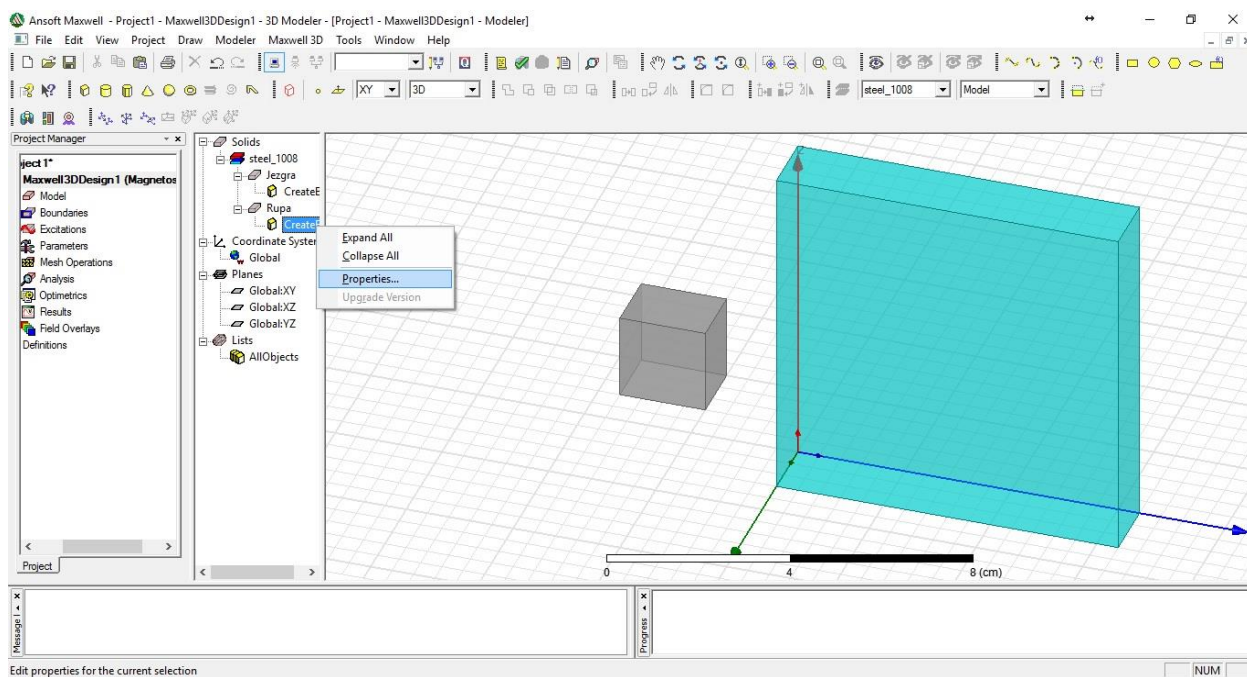 Ansoft Maxwell - Project1 - Maxwell3DDesign1 - 3D Modeler - [Project1 - Maxwell3DDesign1 - Modeler]
File Edit View Project Draw Modeler Maxwell 3D Tools Window Help
XY 3D steel_1008 Model
Project Manager
ject1*
Maxwell3DDesign1 (Magnetos
Model
Boundaries
Excitations
Parameters
Mesh Operations
Analysis
Optimetrics
Results
Field Overlays
Definitions
Project
Solids
steel_1008
Jezgra
CreateE
Rupa
Create
Coordinate System
Global
Planes
Global:XY
Global:XZ
Global:YZ
Lists
AllObjects
Expand All
Collapse All
Properties...
Upgrade Version
Z
0 4 8 (cm)
Message
Progress
Edit properties for the current selection
NUM